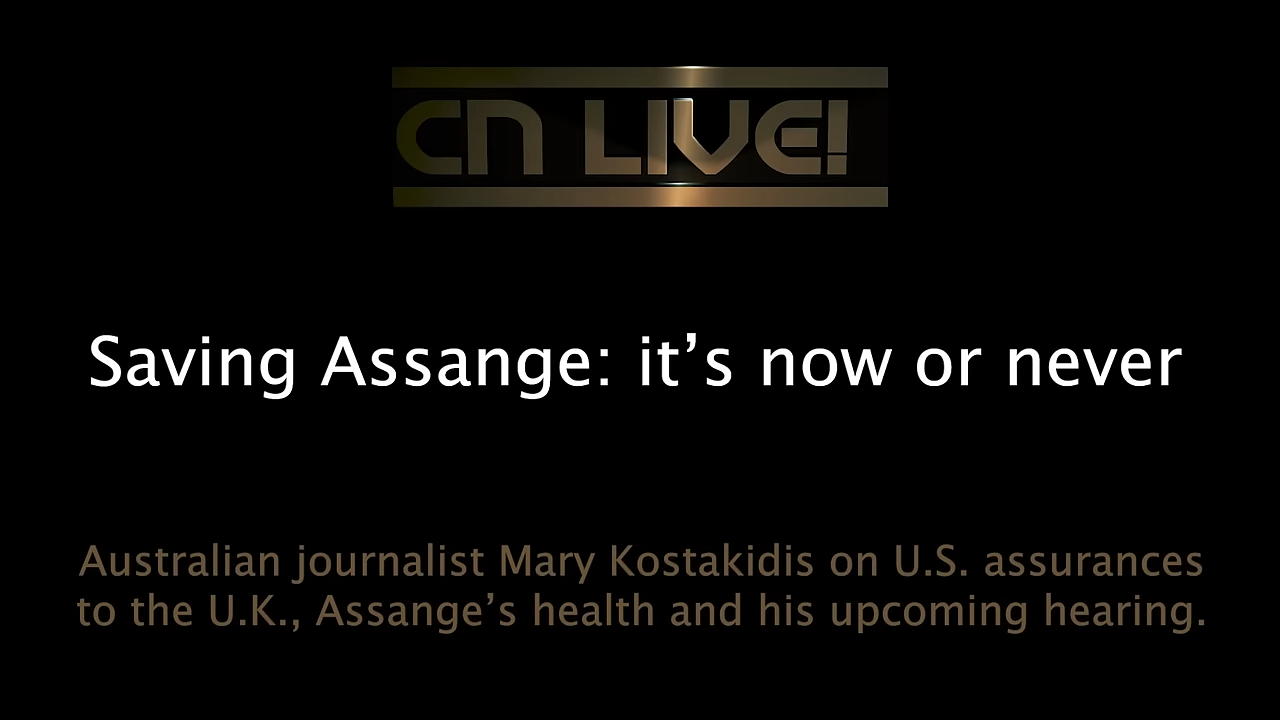 CN LIVE!
Saving Assange: it’s now or never
Australian journalist Mary Kostakidis on U.S. assurances
to the U.K., Assange’s health and his upcoming hearing.